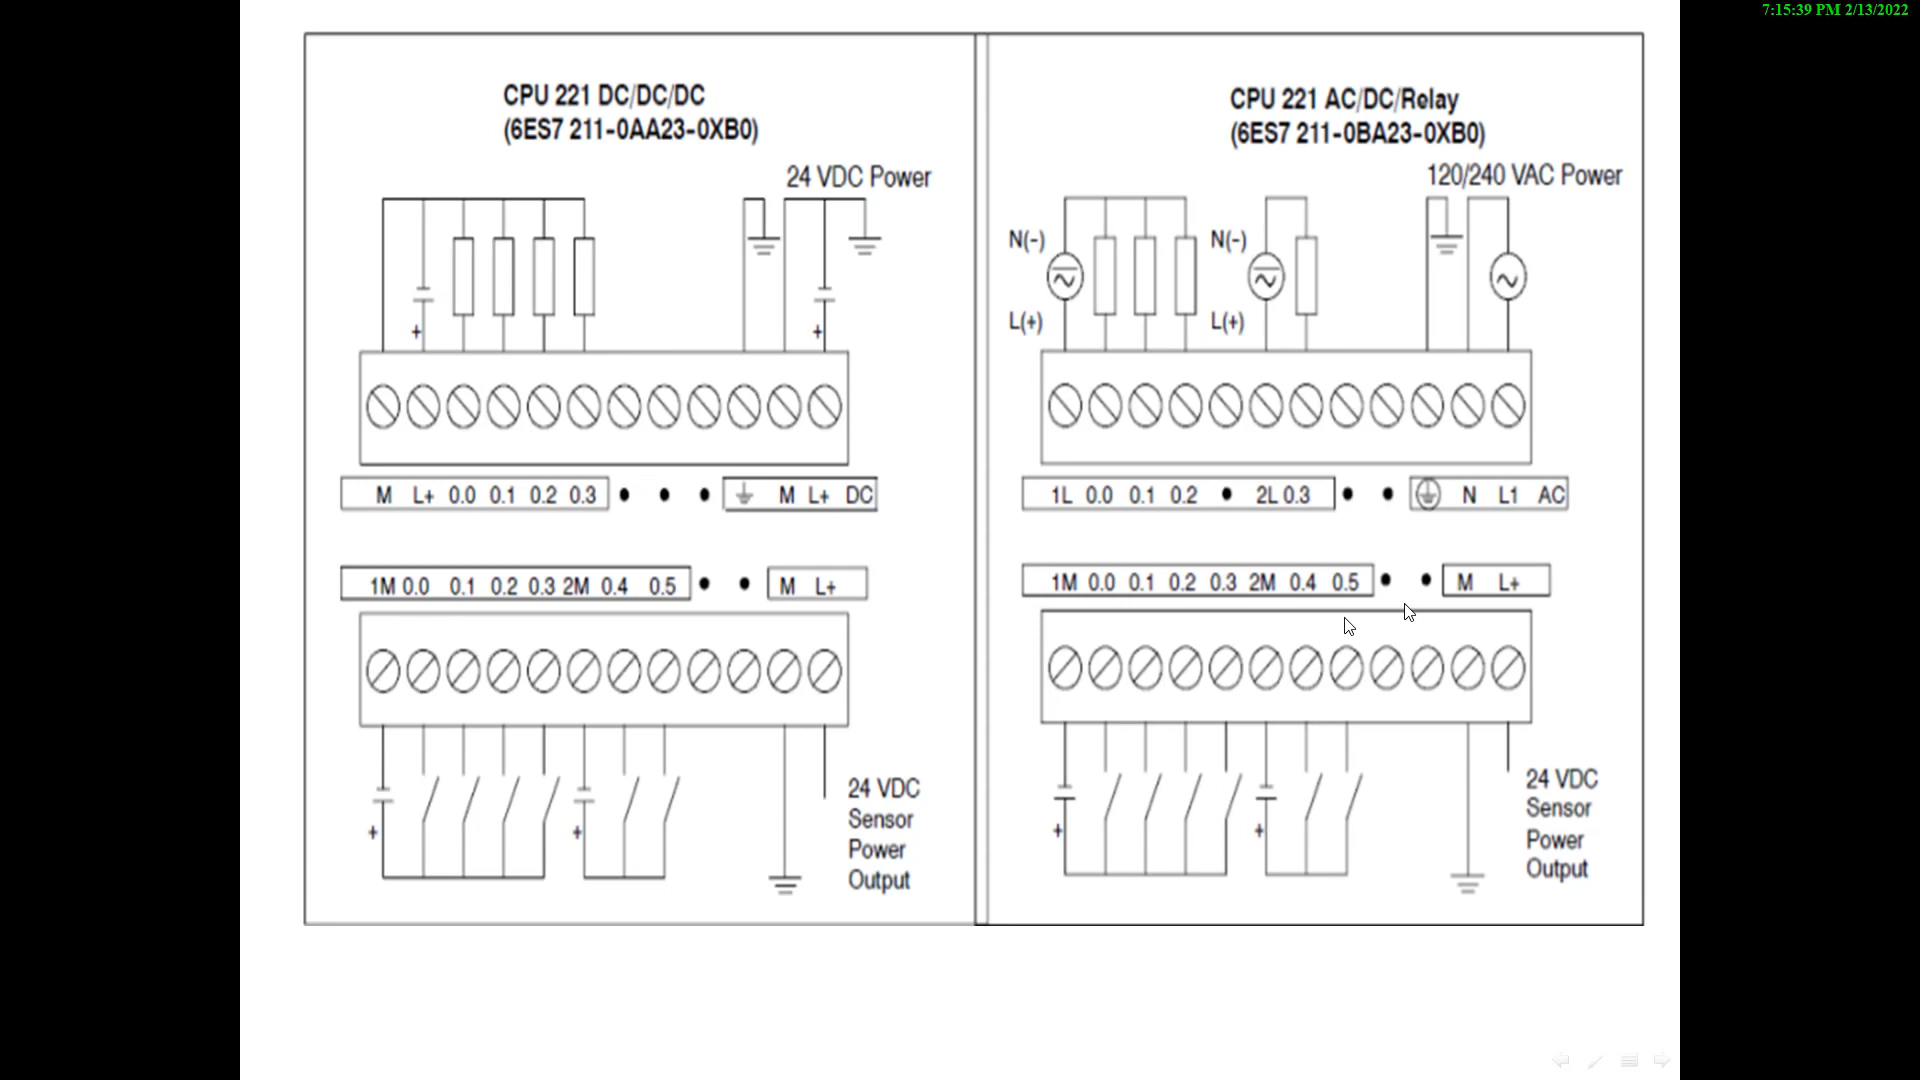 7:15:39 PM 2/13/2022
CPU 221 DC/DC/DC
(6ES7 211-0AA23-0XB0)
24 VDC Power
+
+
M L+ 0.0 0.1 0.2 0.3 • • • M L+ DC
1M 0.0 0.1 0.2 0.3 2M 0.4 0.5 • • M L+
+
+
24 VDC
Sensor
Power
Output
CPU 221 AC/DC/Relay
(6ES7 211-0BA23-0XB0)
120/240 VAC Power
N(-) N(-)
L(+) L(+)
1L 0.0 0.1 0.2 • 2L 0.3 • • N L1 AC
1M 0.0 0.1 0.2 0.3 2M 0.4 0.5 • • M L+
+
+
24 VDC
Sensor
Power
Output